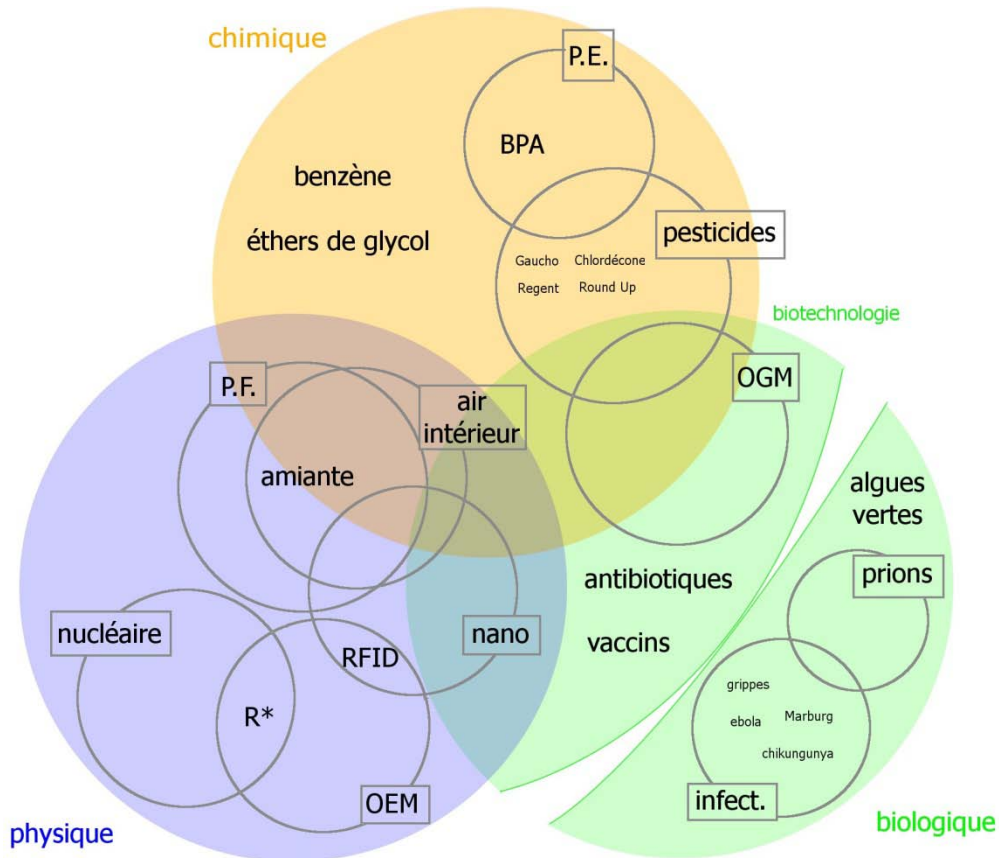 chimique
P.E.
BPA
benzène
éthers de glycol
pesticides
Gaucho Chlordécone
Regent Round Up
biotechnologie
P.F.
air
intérieur
OGM
amiante
algues
vertes
prions
antibiotiques
nucléaire
nano
vaccins
RFID
grippes
R*
ebola Marburg
chikungunya
OEM
infect.
physique
biologique